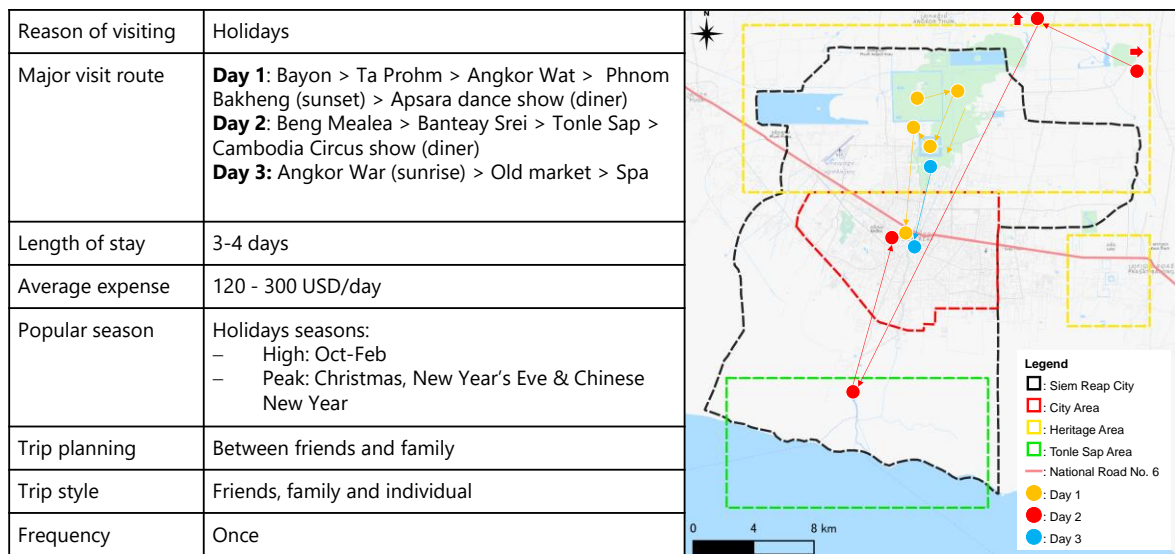 Reason of visiting
Holidays
Major visit route
Day 1: Bayon > Ta Prohm > Angkor Wat > Phnom
Bakheng (sunset) > Apsara dance show (diner)
Day 2: Beng Mealea > Banteay Srei > Tonle Sap >
Cambodia Circus show (diner)
Day 3: Angkor War (sunrise) > Old market > Spa
Length of stay
3-4 days
Average expense
120 - 300 USD/day
Popular season
Holidays seasons:
– High: Oct-Feb
– Peak: Christmas, New Year's Eve & Chinese
New Year
Trip planning
Between friends and family
Trip style
Friends, family and individual
Frequency
Once
N
ANGKOR THUM
Legend
: Siem Reap City
: City Area
: Heritage Area
: Tonle Sap Area
: National Road No. 6
: Day 1
: Day 2
: Day 3
0 4 8 km